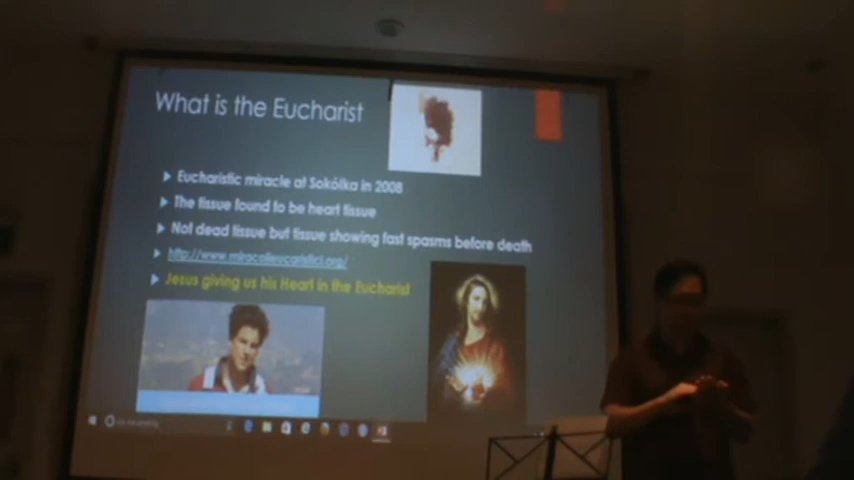 What is the Eucharist
Eucharistic miracle at Sokółka in 2008
The tissue found to be heart tissue
Not dead tissue but tissue showing fast spasms before death
http://www.miracolieucaristici.org/
Jesus giving us his Heart in the Eucharist